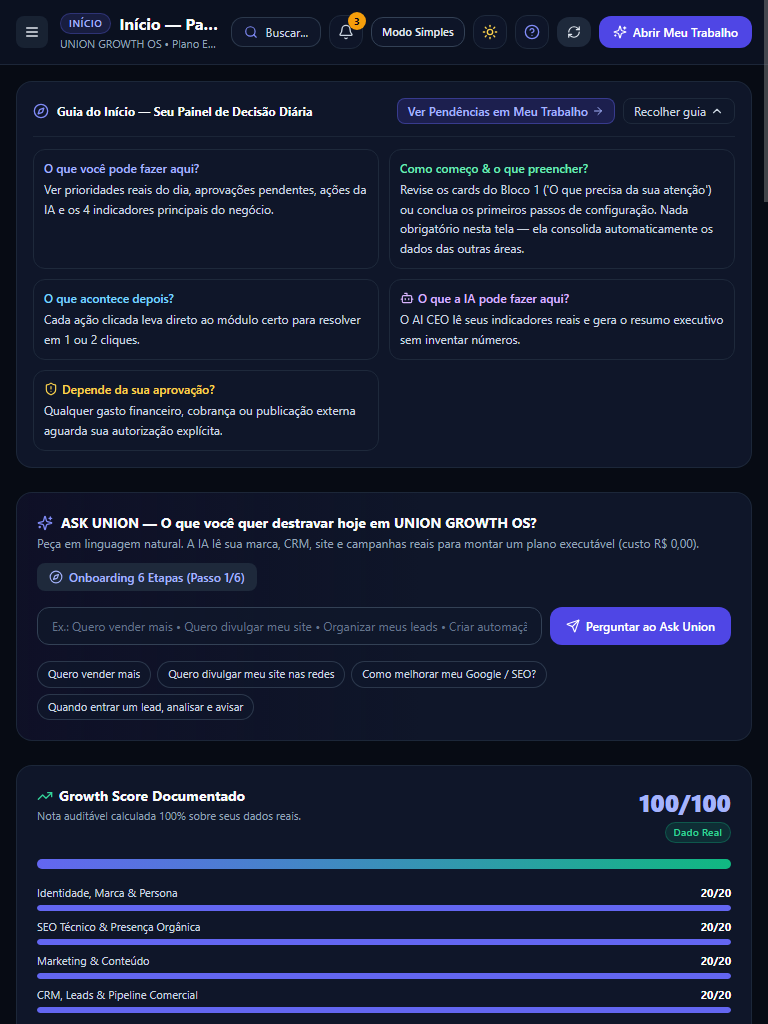 INÍCIO
Início — Pa...
UNION GROWTH OS • Plano E...
Buscar...
3
Modo Simples
Abrir Meu Trabalho
Guia do Início — Seu Painel de Decisão Diária
Ver Pendências em Meu Trabalho
Recolher guia
O que você pode fazer aqui?
Ver prioridades reais do dia, aprovações pendentes, ações da
IA e os 4 indicadores principais do negócio.
Como começo & o que preencher?
Revise os cards do Bloco 1 ('O que precisa da sua atenção')
ou conclua os primeiros passos de configuração. Nada
obrigatório nesta tela — ela consolida automaticamente os
dados das outras áreas.
O que acontece depois?
Cada ação clicada leva direto ao módulo certo para resolver
em 1 ou 2 cliques.
O que a IA pode fazer aqui?
O AI CEO lê seus indicadores reais e gera o resumo executivo
sem inventar números.
Depende da sua aprovação?
Qualquer gasto financeiro, cobrança ou publicação externa
aguarda sua autorização explícita.
ASK UNION — O que você quer destravar hoje em UNION GROWTH OS?
Peça em linguagem natural. A IA lê sua marca, CRM, site e campanhas reais para montar um plano executável (custo R$ 0,00).
Onboarding 6 Etapas (Passo 1/6)
Ex.: Quero vender mais • Quero divulgar meu site • Organizar meus leads • Criar automaçã
Perguntar ao Ask Union
Quero vender mais
Quero divulgar meu site nas redes
Como melhorar meu Google / SEO?
Quando entrar um lead, analisar e avisar
Growth Score Documentado
Nota auditável calculada 100% sobre seus dados reais.
100/100
Dado Real
Identidade, Marca & Persona 20/20
SEO Técnico & Presença Orgânica 20/20
Marketing & Conteúdo 20/20
CRM, Leads & Pipeline Comercial 20/20